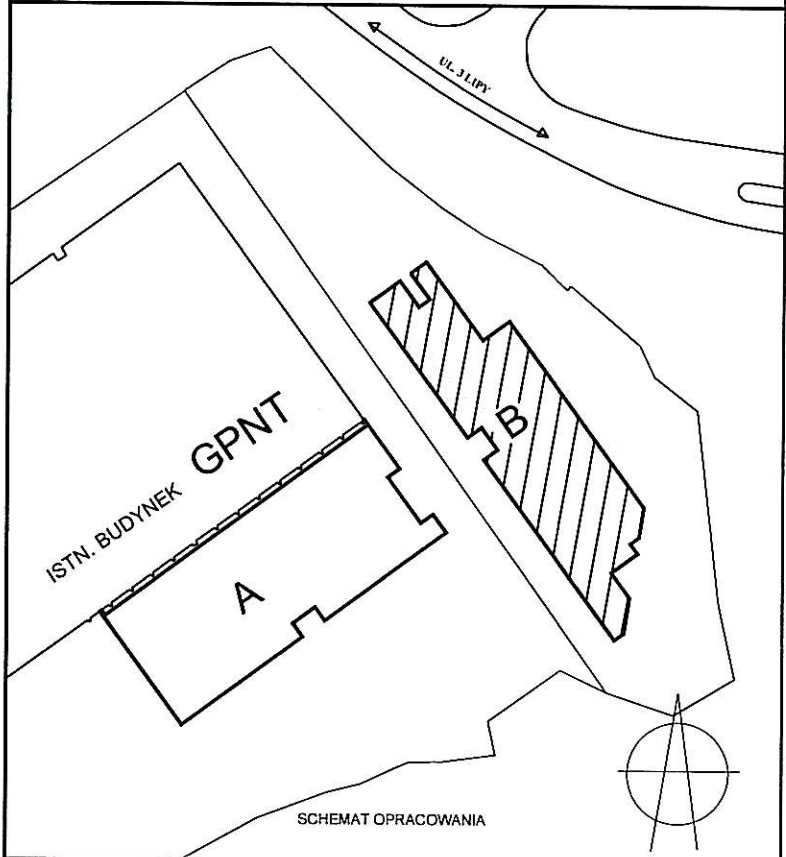 UL. 3 LIPY
B
ISTN. BUDYNEK GPNT
A
SCHEMAT OPRACOWANIA